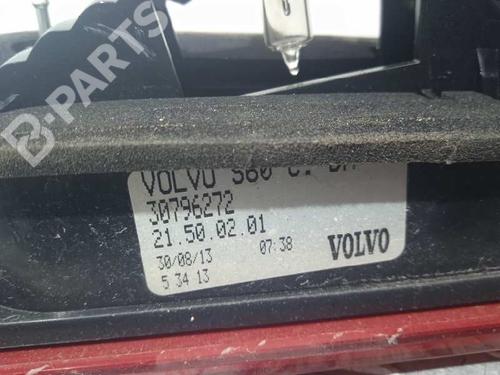 B-PARTS
VOLVO S60
30796272
21.50.02.01
30/08/13 07:38 VOLVO
5 34 13